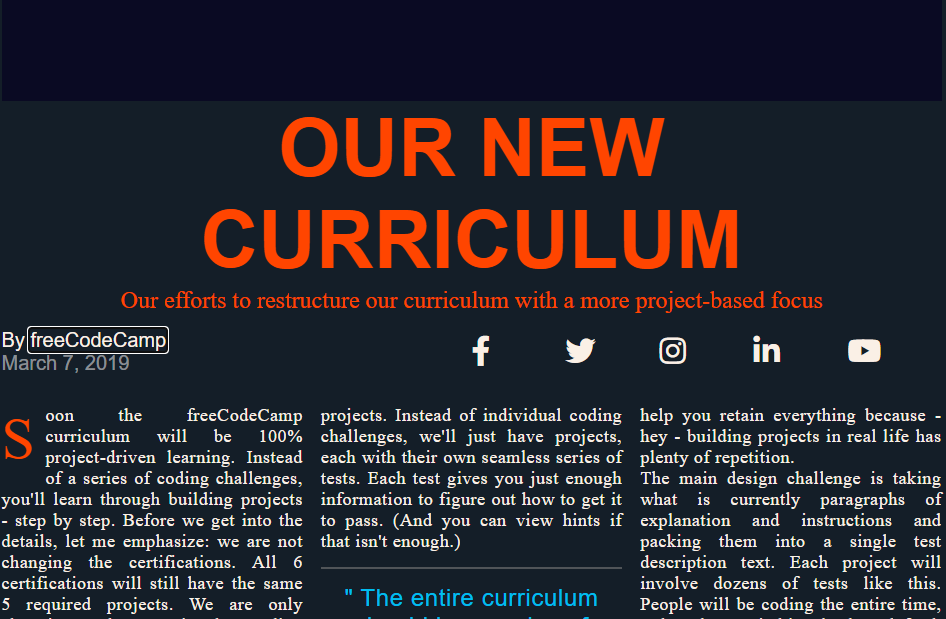 OUR NEW
CURRICULUM
Our efforts to restructure our curriculum with a more project-based focus
By freeCodeCamp
March 7, 2019
Soon the freeCodeCamp
curriculum will be 100%
project-driven learning. Instead
of a series of coding challenges,
you'll learn through building projects
- step by step. Before we get into the
details, let me emphasize: we are not
changing the certifications. All 6
certifications will still have the same
5 required projects. We are only
projects. Instead of individual coding
challenges, we'll just have projects,
each with their own seamless series of
tests. Each test gives you just enough
information to figure out how to get it
to pass. (And you can view hints if
that isn't enough.)
" The entire curriculum
help you retain everything because -
hey - building projects in real life has
plenty of repetition.
The main design challenge is taking
what is currently paragraphs of
explanation and instructions and
packing them into a single test
description text. Each project will
involve dozens of tests like this.
People will be coding the entire time,